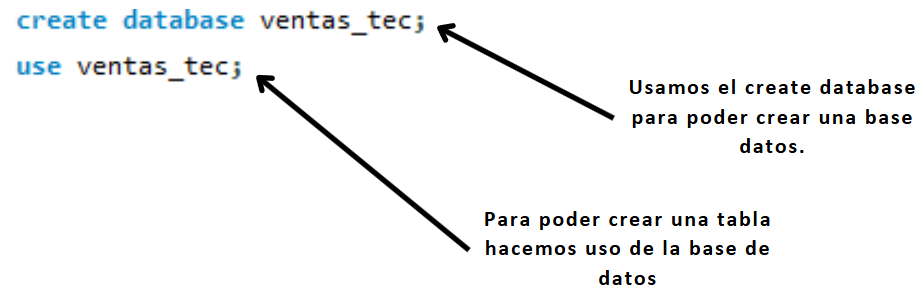 create database ventas_tec;
use ventas_tec;
Usamos el create database
para poder crear una base
datos.
Para poder crear una tabla
hacemos uso de la base de
datos